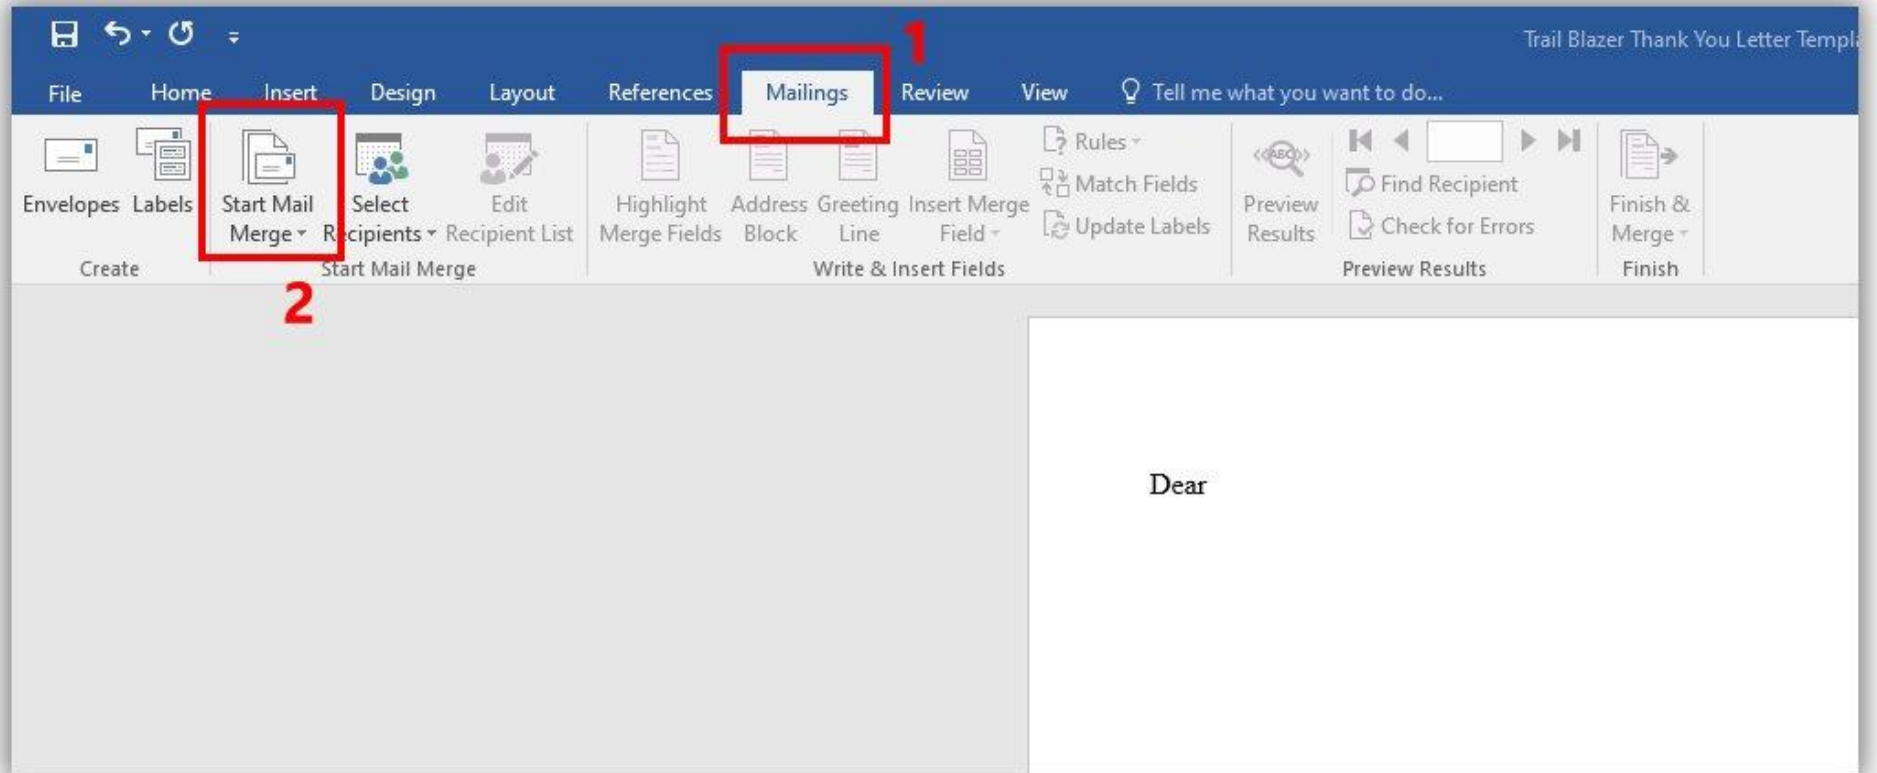 Trail Blazer Thank You Letter Templa
1
File Home Insert Design Layout References Mailings Review View Tell me what you want to do...
Envelopes Labels
Start Mail Merge
Select Recipients
Edit Recipient List
Highlight Merge Fields
Address Block
Greeting Line
Insert Merge Field
Rules
Match Fields
Update Labels
«ABC»
Preview Results
Find Recipient
Check for Errors
Finish & Merge
Create Start Mail Merge Write & Insert Fields Preview Results Finish
2
Dear